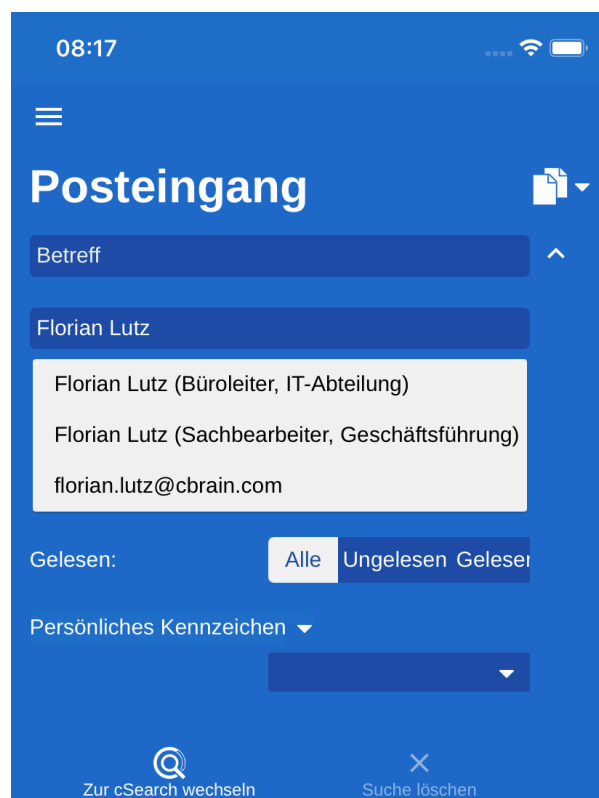 08:17
Posteingang
Betreff
Florian Lutz
Florian Lutz (Büroleiter, IT-Abteilung)
Florian Lutz (Sachbearbeiter, Geschäftsführung)
florian.lutz@cbrain.com
Gelesen: Alle Ungelesen Gelesen
Persönliches Kennzeichen
Zur cSearch wechseln Suche löschen